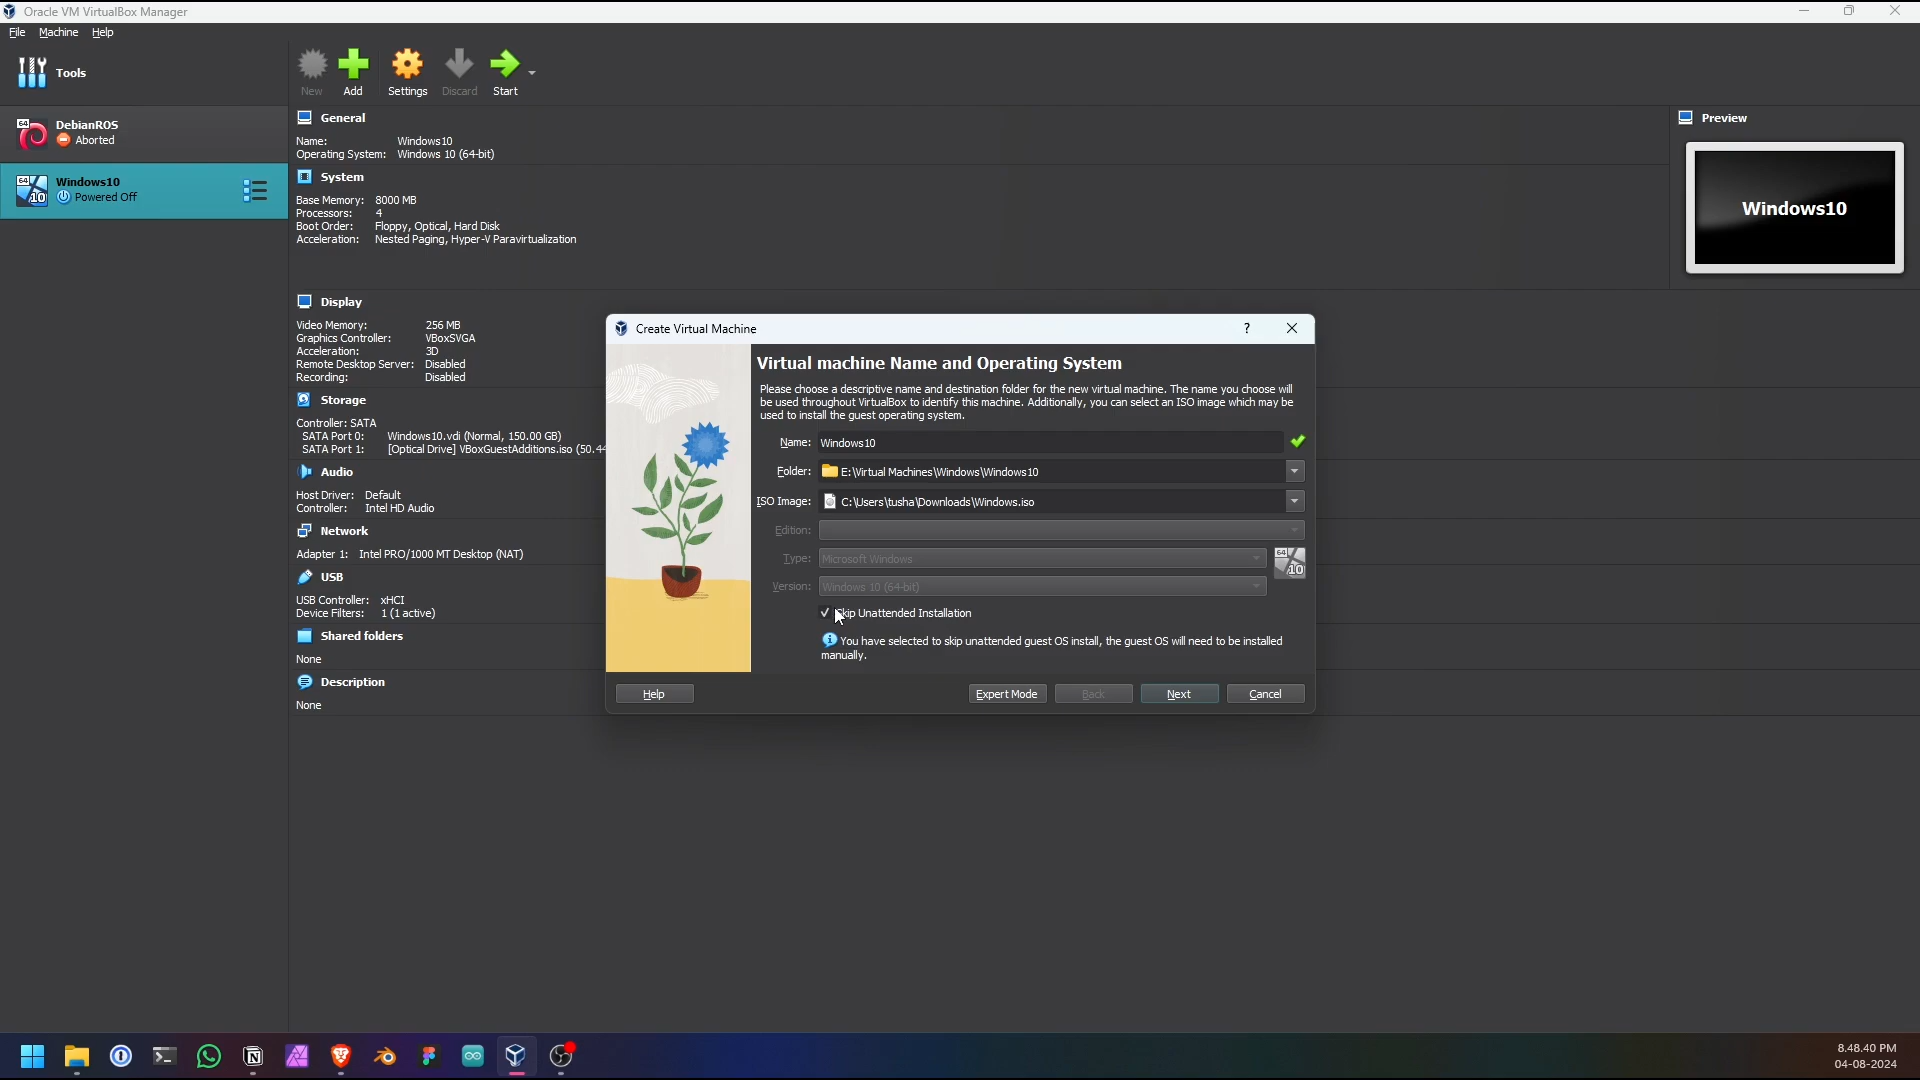 Oracle VM VirtualBox Manager
File Machine Help
Tools
New Add Settings Discard Start
64 DebianROS
Aborted
64 10 Windows10
Powered Off
General
Name: Windows10
Operating System: Windows 10 (64-bit)
System
Base Memory: 8000 MB
Processors: 4
Boot Order: Floppy, Optical, Hard Disk
Acceleration: Nested Paging, Hyper-V Paravirtualization
Preview
Windows10
Display
Video Memory: 256 MB
Graphics Controller: VBoxSVGA
Acceleration: 3D
Remote Desktop Server: Disabled
Recording: Disabled
Storage
Controller: SATA
SATA Port 0: Windows10.vdi (Normal, 150.00 GB)
SATA Port 1: [Optical Drive] VBoxGuestAdditions.iso (50.44
Audio
Host Driver: Default
Controller: Intel HD Audio
Network
Adapter 1: Intel PRO/1000 MT Desktop (NAT)
USB
USB Controller: xHCI
Device Filters: 1 (1 active)
Shared folders
None
Description
None
Create Virtual Machine ?
Virtual machine Name and Operating System
Please choose a descriptive name and destination folder for the new virtual machine. The name you choose will
be used throughout VirtualBox to identify this machine. Additionally, you can select an ISO image which may be
used to install the guest operating system.
Name: Windows10
Folder: E:\Virtual Machines\Windows\Windows10
ISO Image: C:\Users\tusha\Downloads\Windows.iso
Edition:
Type: Microsoft Windows 64 10
Version: Windows 10 (64-bit)
Skip Unattended Installation
You have selected to skip unattended guest OS install, the guest OS will need to be installed
manually.
Help Expert Mode Back Next Cancel
8.48.40 PM
04-08-2024